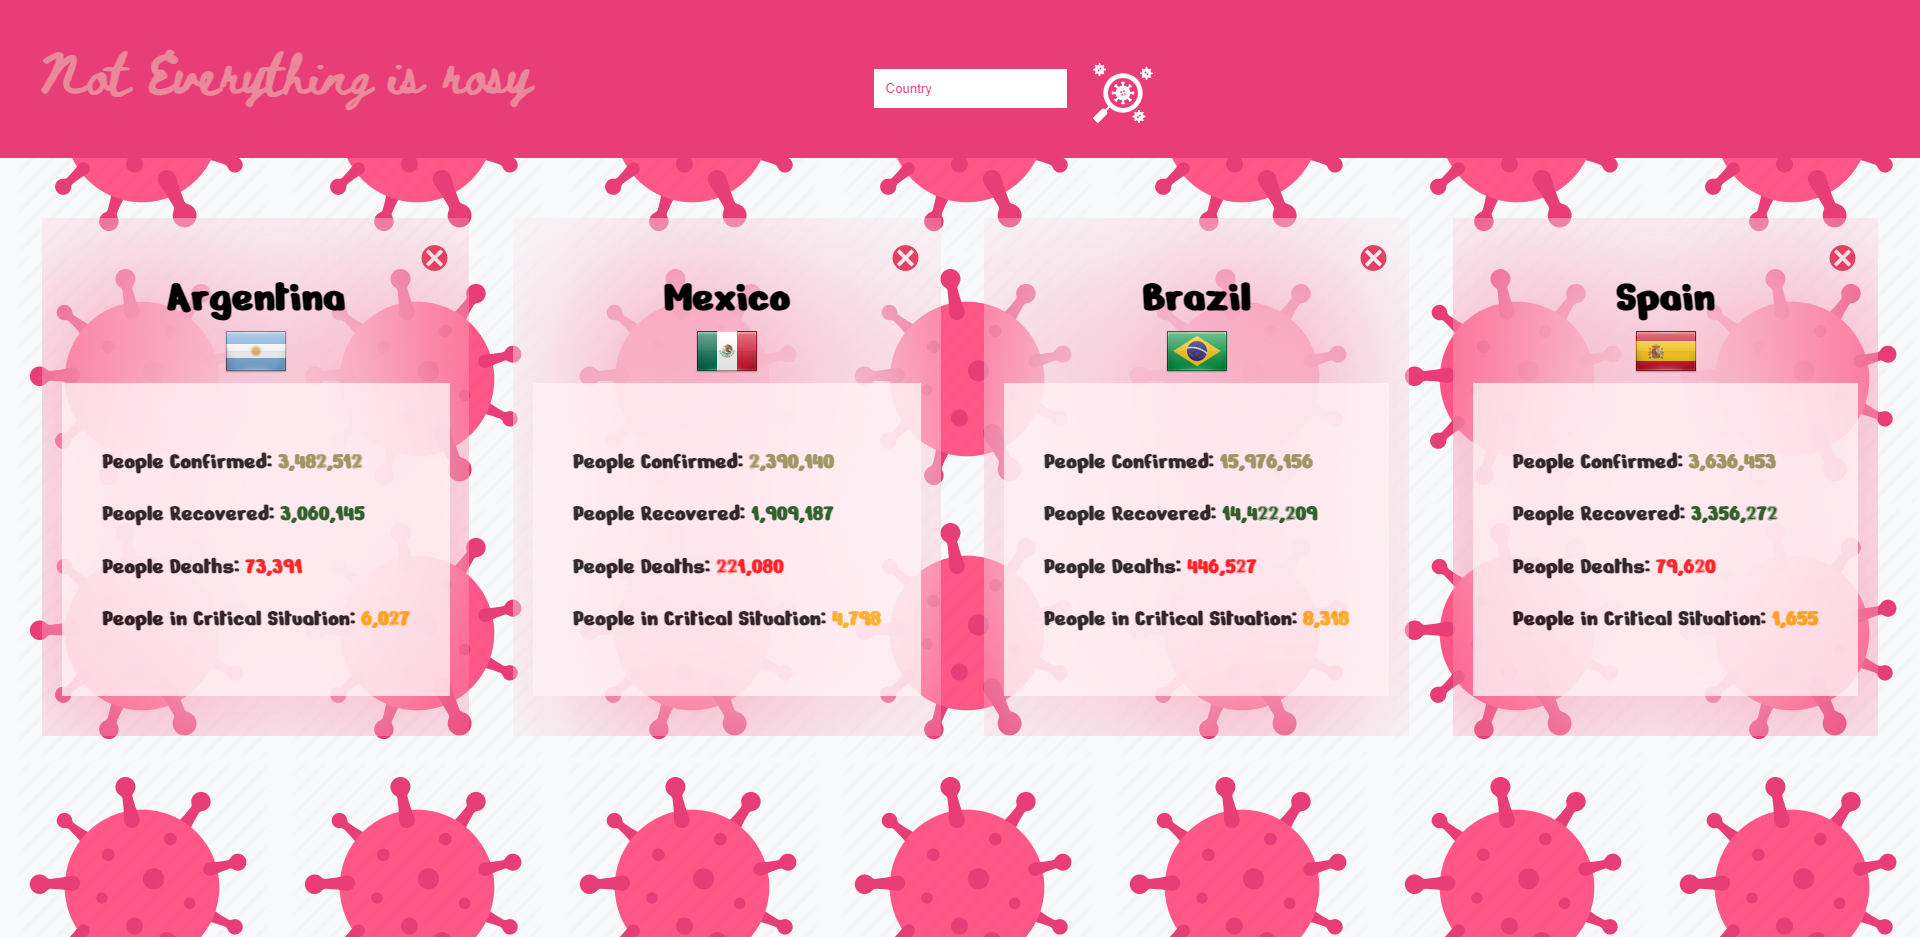 Not Everything is rosy
Country
Argentina
People Confirmed: 3,482,512
People Recovered: 3,060,145
People Deaths: 73,391
People in Critical Situation: 6,027
Mexico
People Confirmed: 2,390,140
People Recovered: 1,909,187
People Deaths: 221,080
People in Critical Situation: 4,798
Brazil
People Confirmed: 15,976,156
People Recovered: 14,422,209
People Deaths: 446,527
People in Critical Situation: 8,318
Spain
People Confirmed: 3,636,453
People Recovered: 3,356,272
People Deaths: 79,620
People in Critical Situation: 1,655